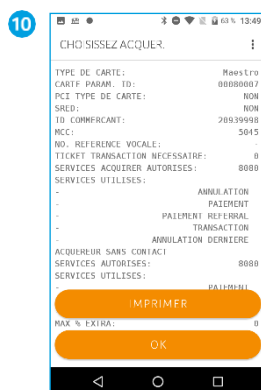 10
63 % 13:49
CHOISISSEZ ACQUER.
TYPE DE CARTE: Maestro
CARTE PARAM. ID: 00080007
PCI TYPE DE CARTE: NON
SRED: NON
ID COMMERCANT: 20939998
MCC: 5045
NO. REFERENCE VOCALE: -
TICKET TRANSACTION NECESSAIRE: 0
SERVICES ACQUIRER AUTORISES: 8000
SERVICES UTILISES:
- ANNULATION
- PAIEMENT
- PAIEMENT REFERRAL
- TRANSACTION
- ANNULATION DERNIERE
ACQUEREUR SANS CONTACT
SERVICES AUTORISES: 8080
SERVICES UTILISES:
- PAIEMENT
IMPRIMER
MAX % EXTRA: 0
OK